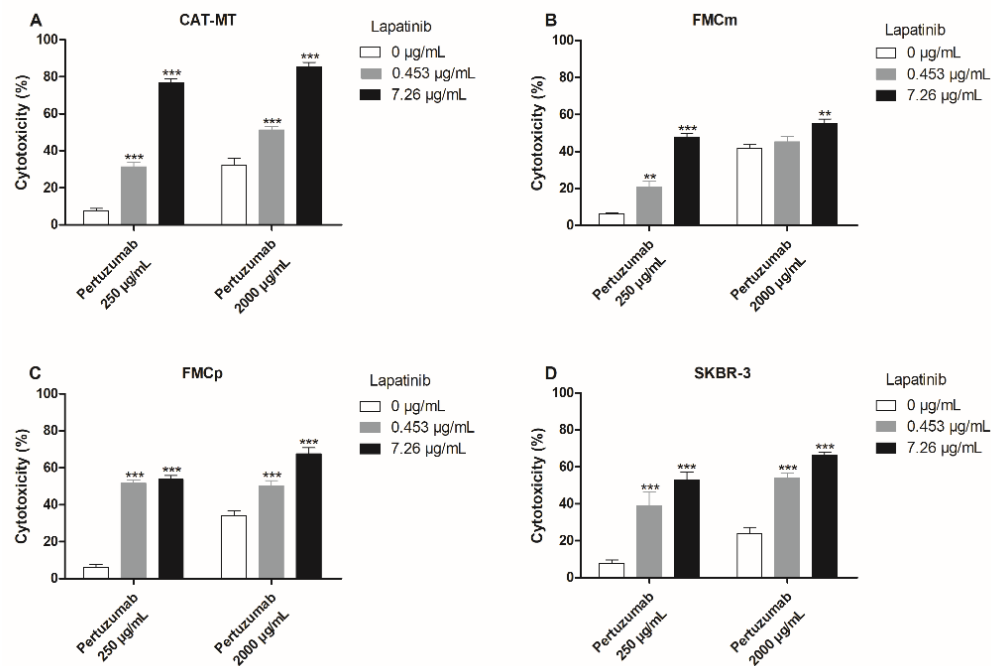 A
CAT-MT
Cytotoxicity (%)
100
80
60
40
20
0
***
***
***
***
Pertuzumab
250 µg/mL
Pertuzumab
2000 µg/mL
Lapatinib
0 µg/mL
0.453 µg/mL
7.26 µg/mL
B
FMCm
Cytotoxicity (%)
100
80
60
40
20
0
**
***
**
Pertuzumab
250 µg/mL
Pertuzumab
2000 µg/mL
Lapatinib
0 µg/mL
0.453 µg/mL
7.26 µg/mL
C
FMCp
Cytotoxicity (%)
100
80
60
40
20
0
***
***
***
***
Pertuzumab
250 µg/mL
Pertuzumab
2000 µg/mL
Lapatinib
0 µg/mL
0.453 µg/mL
7.26 µg/mL
D
SKBR-3
Cytotoxicity (%)
100
80
60
40
20
0
***
***
***
***
Pertuzumab
250 µg/mL
Pertuzumab
2000 µg/mL
Lapatinib
0 µg/mL
0.453 µg/mL
7.26 µg/mL